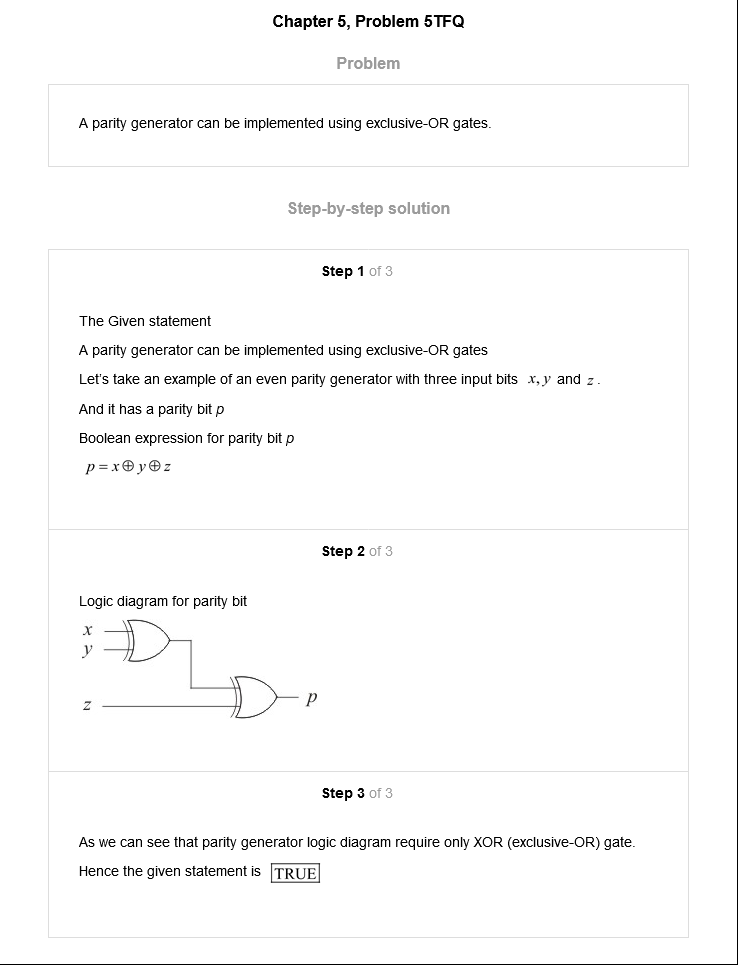 Chapter 5, Problem 5TFQ
Problem
A parity generator can be implemented using exclusive-OR gates.
Step-by-step solution
Step 1 of 3
The Given statement
A parity generator can be implemented using exclusive-OR gates
Let's take an example of an even parity generator with three input bits x, y and z .
And it has a parity bit p
Boolean expression for parity bit p
p = x ⊕ y ⊕ z
Step 2 of 3
Logic diagram for parity bit
x
y
z
p
Step 3 of 3
As we can see that parity generator logic diagram require only XOR (exclusive-OR) gate.
Hence the given statement is TRUE